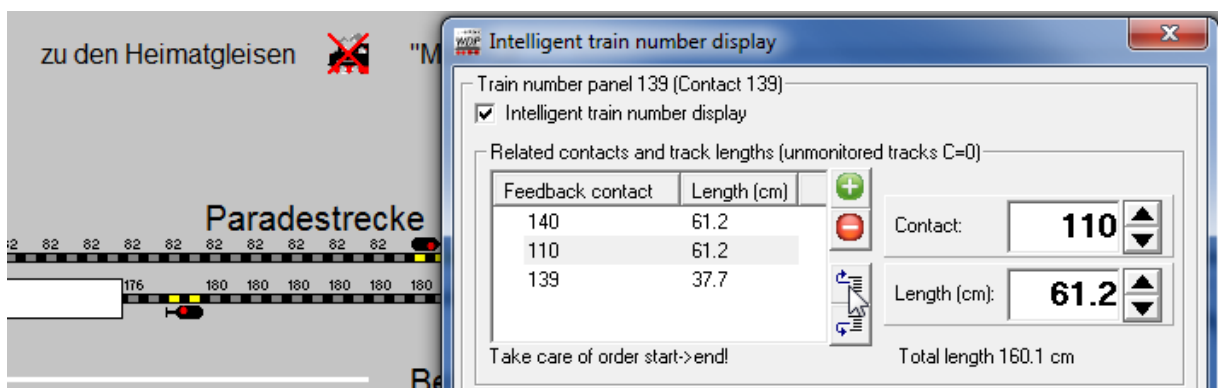 zu den Heimatgleisen
"M
Paradestrecke
82 82 82 82 82 82 82 82 82
176 180 180 180 180 180 180
Be
WDP Intelligent train number display
Train number panel 139 (Contact 139)
Intelligent train number display
Related contacts and track lengths (unmonitored tracks C=0)
Feedback contact Length (cm)
140 61.2
110 61.2
139 37.7
Take care of order start->end!
Contact: 110
Length (cm): 61.2
Total length 160.1 cm